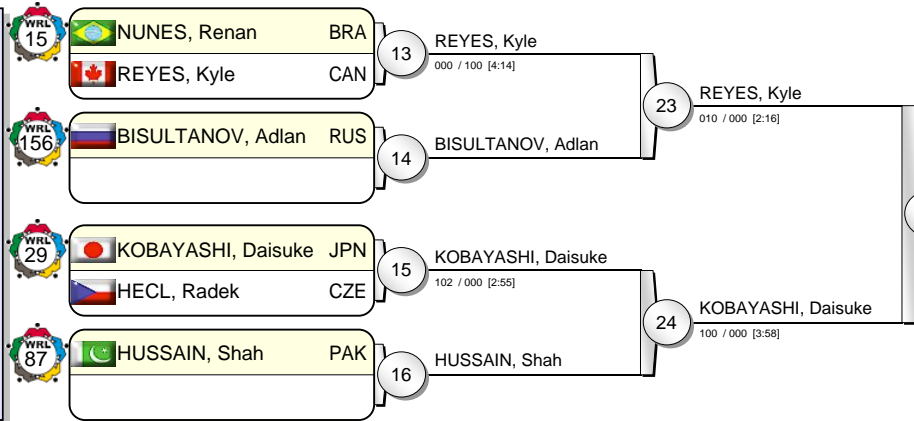 WRL
15
NUNES, Renan BRA
REYES, Kyle CAN
13
REYES, Kyle
000 / 100 [4:14]
WRL
156
BISULTANOV, Adlan RUS
14
BISULTANOV, Adlan
23
REYES, Kyle
010 / 000 [2:16]
WRL
29
KOBAYASHI, Daisuke JPN
HECL, Radek CZE
15
KOBAYASHI, Daisuke
102 / 000 [2:55]
WRL
87
HUSSAIN, Shah PAK
16
HUSSAIN, Shah
24
KOBAYASHI, Daisuke
100 / 000 [3:58]